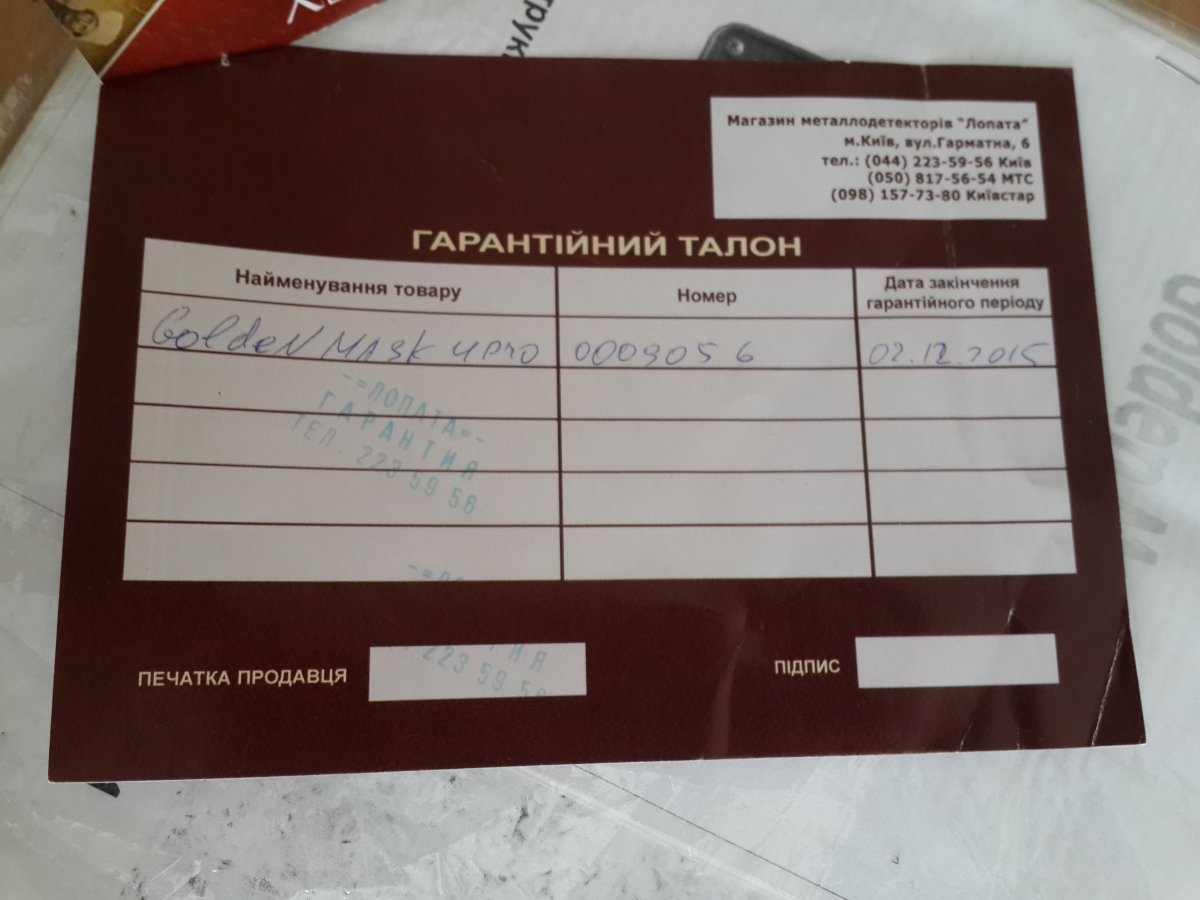 Магазин металлодетекторів "Лопата"
м.Київ, вул.Гарматна, 6
тел.: (044) 223-59-56 Київ
(050) 817-56-54 МТС
(098) 157-73-80 Київстар
ГАРАНТІЙНИЙ ТАЛОН
Найменування товару
Номер
Дата закінчення
гарантійного періоду
Golden MASK 4 PRO
0009056
02.12.2015
-=ЛОПАТА=-
ГАРАНТИЯ
ТЕЛ. 223 59 56
ПЕЧАТКА ПРОДАВЦЯ
223 59 5
ПІДПИС